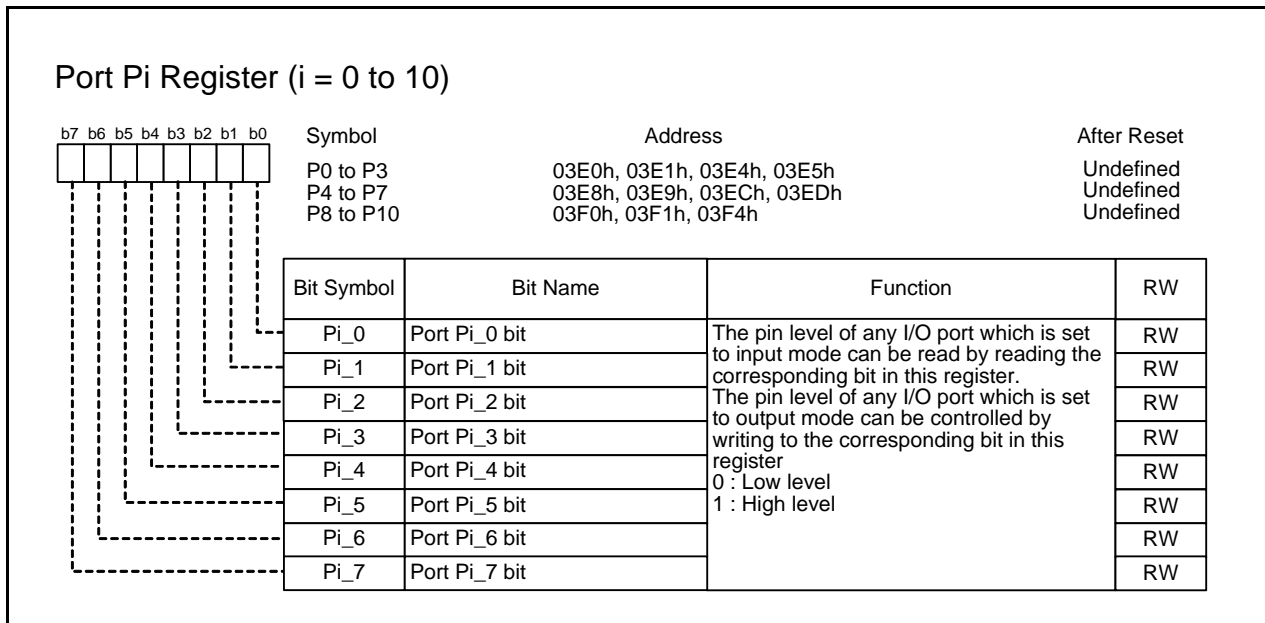 Port Pi Register (i = 0 to 10)
b7 b6 b5 b4 b3 b2 b1 b0
Symbol Address After Reset
P0 to P3 03E0h, 03E1h, 03E4h, 03E5h Undefined
P4 to P7 03E8h, 03E9h, 03ECh, 03EDh Undefined
P8 to P10 03F0h, 03F1h, 03F4h Undefined
Bit Symbol Bit Name Function RW
Pi_0 Port Pi_0 bit RW
Pi_1 Port Pi_1 bit RW
Pi_2 Port Pi_2 bit RW
Pi_3 Port Pi_3 bit RW
Pi_4 Port Pi_4 bit RW
Pi_5 Port Pi_5 bit RW
Pi_6 Port Pi_6 bit RW
Pi_7 Port Pi_7 bit RW
The pin level of any I/O port which is set
to input mode can be read by reading the
corresponding bit in this register.
The pin level of any I/O port which is set
to output mode can be controlled by
writing to the corresponding bit in this
register
0 : Low level
1 : High level